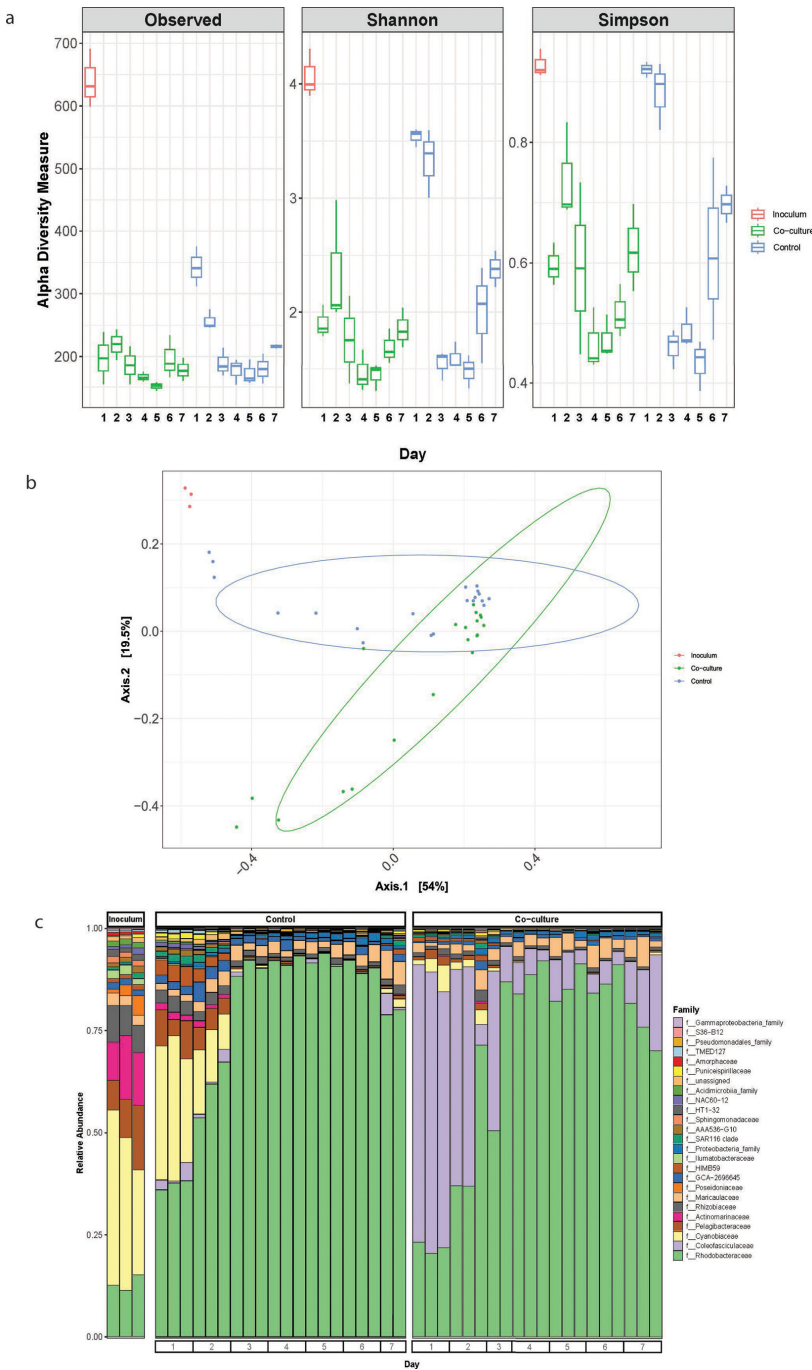 a
Observed
Shannon
Simpson
Alpha Diversity Measure
700
600
500
400
300
200
4
3
2
0.8
0.6
0.4
1 2 3 4 5 6 7
1 2 3 4 5 6 7
1 2 3 4 5 6 7
1 2 3 4 5 6 7
1 2 3 4 5 6 7
1 2 3 4 5 6 7
Day
Inoculum
Co-culture
Control
b
Axis.2 [19.5%]
0.2
0.0
−0.2
−0.4
−0.4
0.0
0.4
Axis.1 [54%]
Inoculum
Co-culture
Control
c
Inoculum
Control
Co-culture
Relative Abundance
1.00
0.75
0.50
0.25
0.00
1 2 3 4 5 6 7
1 2 3 4 5 6 7
Day
Family
f__Gammaproteobacteria_family
f__S36-B12
f__Pseudomonadales_family
f__TMED127
f__Amorphaceae
f__Puniceispirillaceae
f__unassigned
f__Acidimicrobiia_family
f__NAC60-12
f__HT1-32
f__Sphingomonadaceae
f__AAA536-G10
f__SAR116 clade
f__Proteobacteria_family
f__Ilumatobacteraceae
f__HIMB59
f__GCA-2696645
f__Poseidoniaceae
f__Maricaulaceae
f__Rhizobiaceae
f__Actinomarinaceae
f__Pelagibacteraceae
f__Cyanobiaceae
f__Coleofasciculaceae
f__Rhodobacteraceae